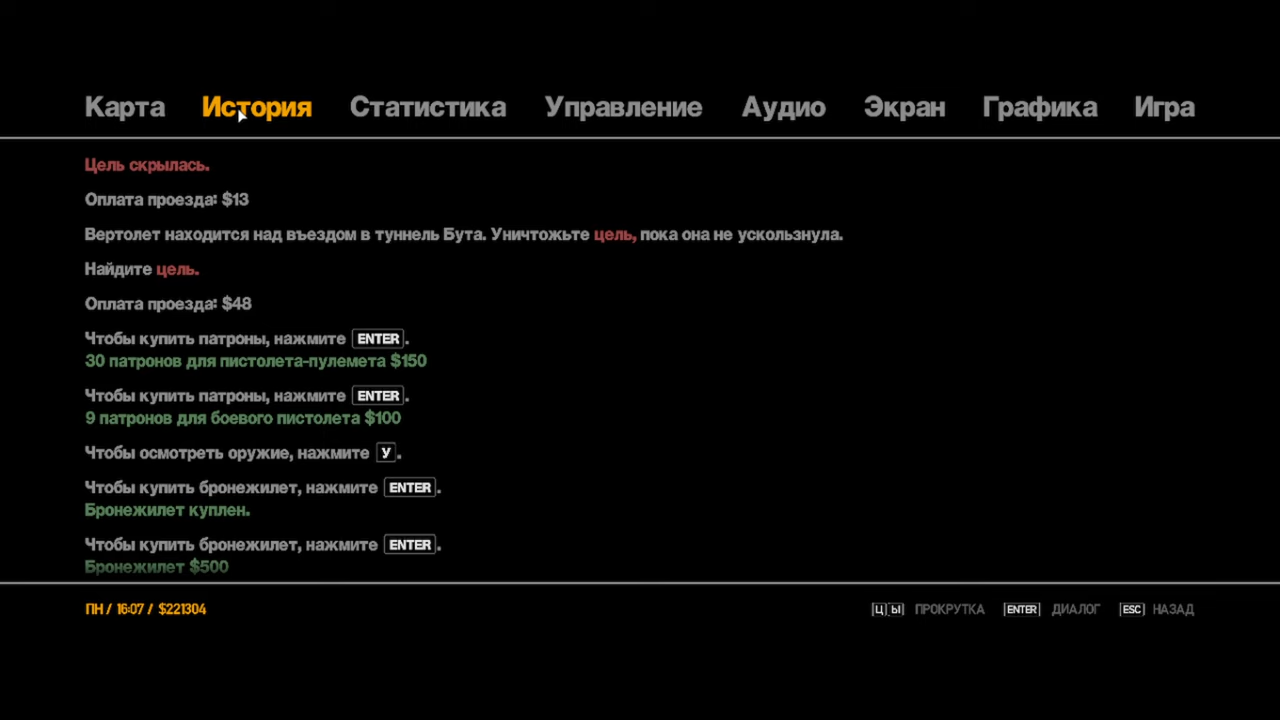 Карта История Статистика Управление Аудио Экран Графика Игра
Цель скрылась.
Оплата проезда: $13
Вертолет находится над въездом в туннель Бута. Уничтожьте цель, пока она не ускользнула.
Найдите цель.
Оплата проезда: $48
Чтобы купить патроны, нажмите ENTER.
30 патронов для пистолета-пулемета $150
Чтобы купить патроны, нажмите ENTER.
9 патронов для боевого пистолета $100
Чтобы осмотреть оружие, нажмите У.
Чтобы купить бронежилет, нажмите ENTER.
Бронежилет куплен.
Чтобы купить бронежилет, нажмите ENTER.
Бронежилет $500
ПН / 16:07 / $221304 Ц Ы ПРОКРУТКА ENTER ДИАЛОГ ESC НАЗАД